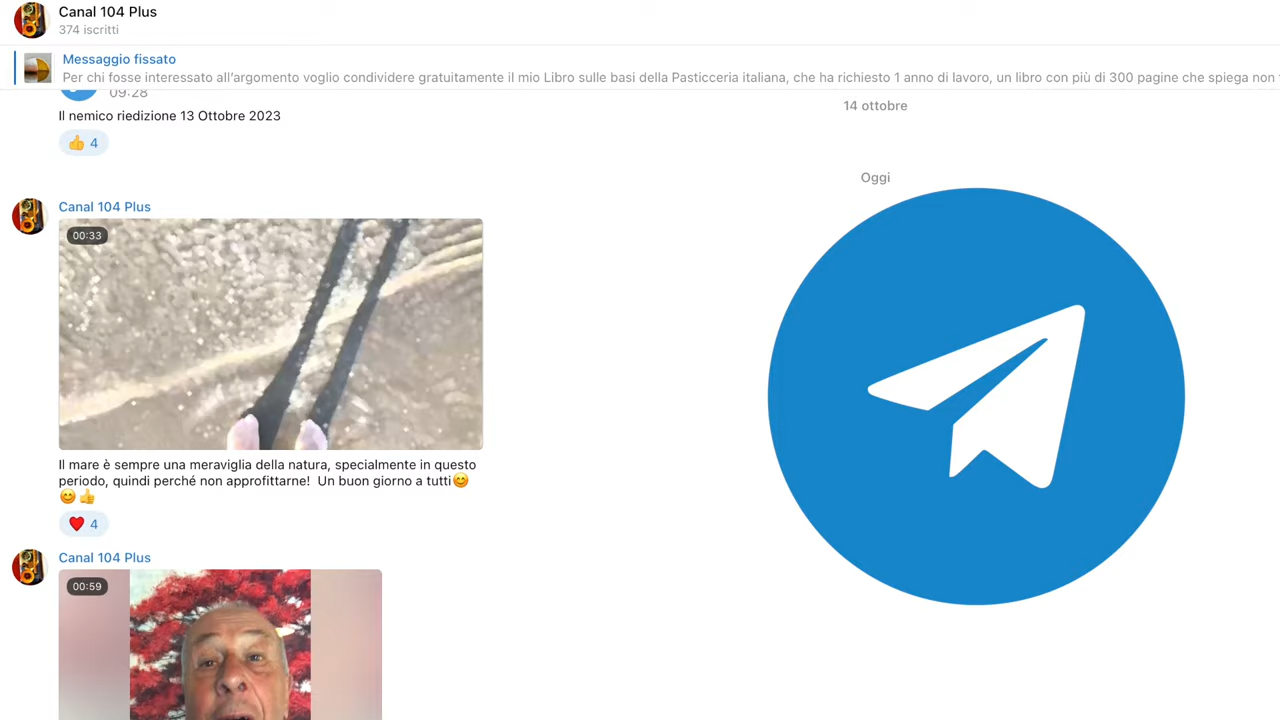 Canal 104 Plus
374 iscritti
Messaggio fissato
Per chi fosse interessato all'argomento voglio condividere gratuitamente il mio Libro sulle basi della Pasticceria italiana, che ha richiesto 1 anno di lavoro, un libro con più di 300 pagine che spiega non
09:28
Il nemico riedizione 13 Ottobre 2023
👍 4
14 ottobre
Oggi
Canal 104 Plus
00:33
Il mare è sempre una meraviglia della natura, specialmente in questo
periodo, quindi perché non approfittarne!  Un buon giorno a tutti😊
😊👍
❤️ 4
Canal 104 Plus
00:59